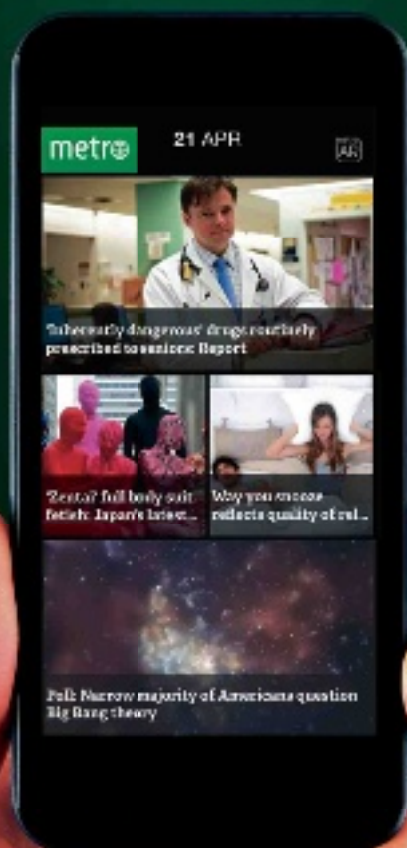 metro
21 APR
AR
'Inherently dangerous' drugs routinely
prescribed to seniors: Report
'Zentai' full body suit
fetish: Japan's latest...
Way you snooze
reflects quality of rel...
Poll: Narrow majority of Americans question
Big Bang theory